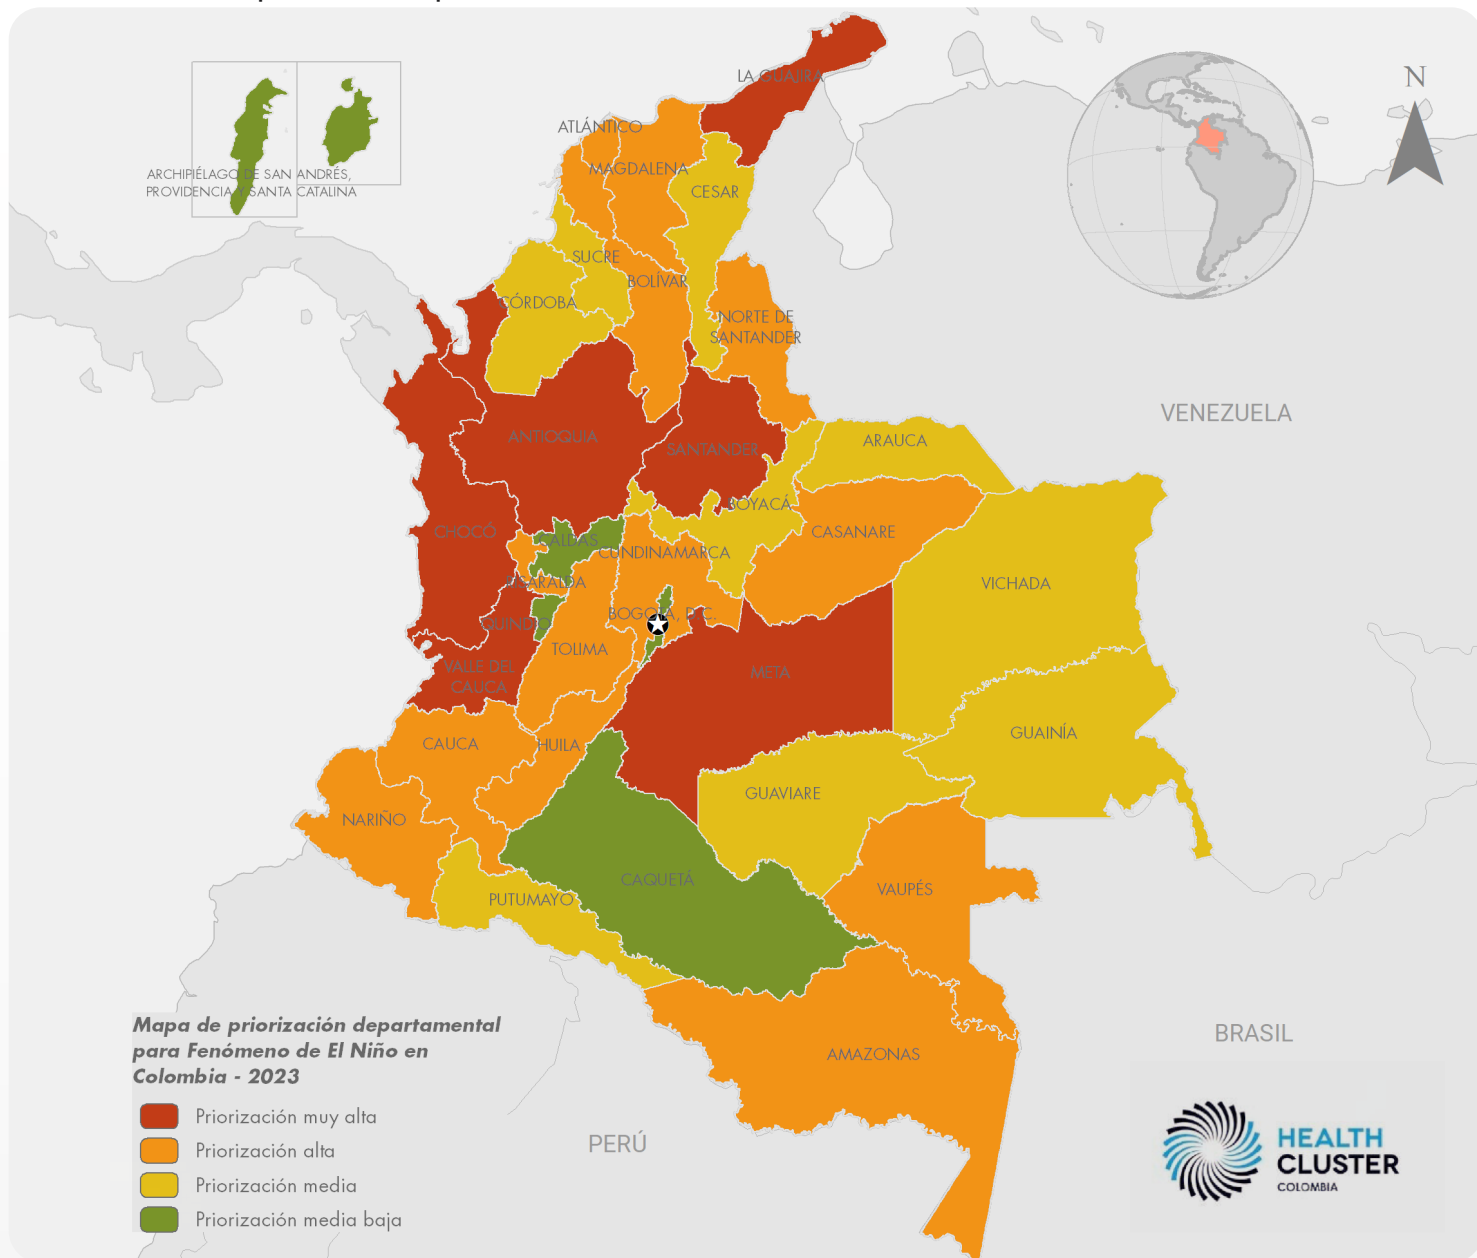 LA GUAJIRA
N
ATLÁNTICO
MAGDALENA
ARCHIPIÉLAGO DE SAN ANDRÉS,
PROVIDENCIA Y SANTA CATALINA
CESAR
SUCRE
BOLÍVAR
CÓRDOBA
NORTE DE
SANTANDER
VENEZUELA
ANTIOQUIA
ARAUCA
SANTANDER
BOYACÁ
CHOCÓ
CALDAS
CASANARE
CUNDINAMARCA
RISARALDA
VICHADA
BOGOTÁ, D.C.
QUINDÍO
TOLIMA
VALLE DEL
CAUCA
META
GUAINÍA
CAUCA
HUILA
GUAVIARE
NARIÑO
CAQUETÁ
VAUPÉS
PUTUMAYO
Mapa de priorización departamental
para Fenómeno de El Niño en
Colombia - 2023
BRASIL
AMAZONAS
Priorización muy alta
Priorización alta
Priorización media
Priorización media baja
PERÚ
HEALTH
CLUSTER
COLOMBIA